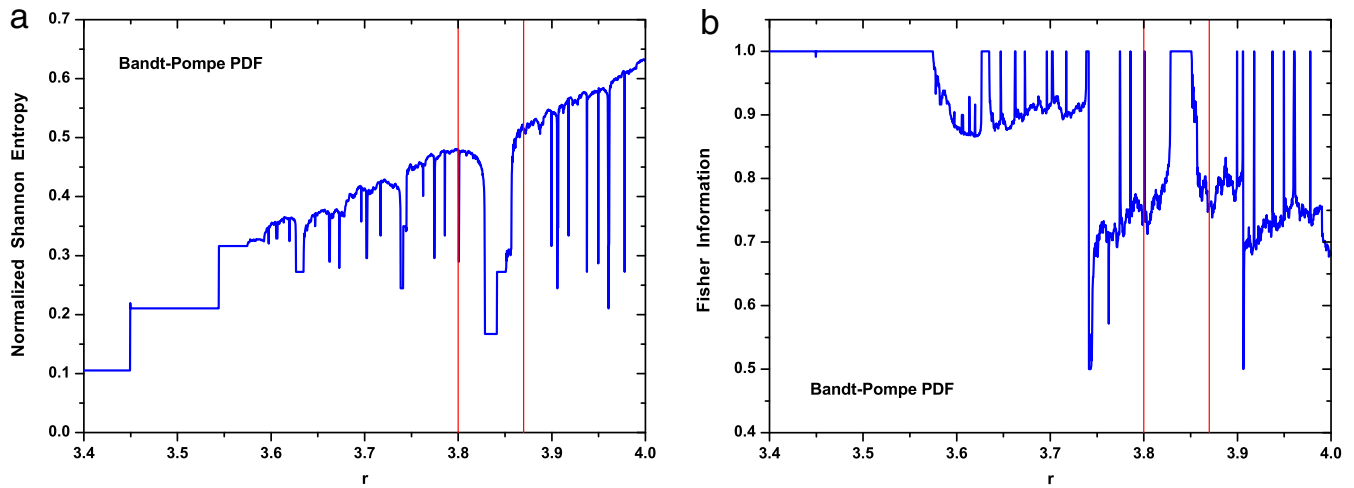 a
Normalized Shannon Entropy
0.7
0.6
0.5
0.4
0.3
0.2
0.1
0.0
Bandt-Pompe PDF
3.4 3.5 3.6 3.7 3.8 3.9 4.0
r
b
Fisher Information
1.0
0.9
0.8
0.7
0.6
0.5
0.4
Bandt-Pompe PDF
3.4 3.5 3.6 3.7 3.8 3.9 4.0
r